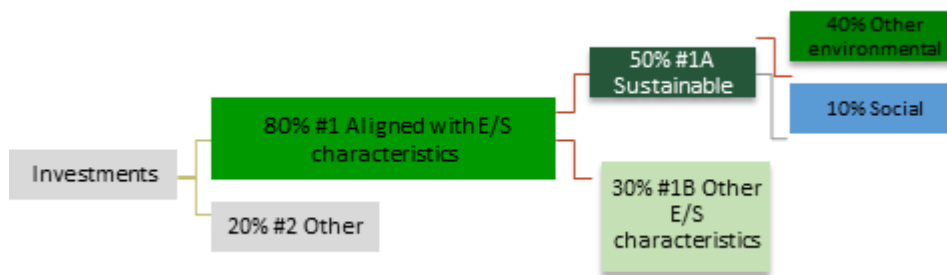 Investments
80% #1 Aligned with E/S
characteristics
20% #2 Other
50% #1A
Sustainable
30% #1B Other
E/S
characteristics
40% Other
environmental
10% Social